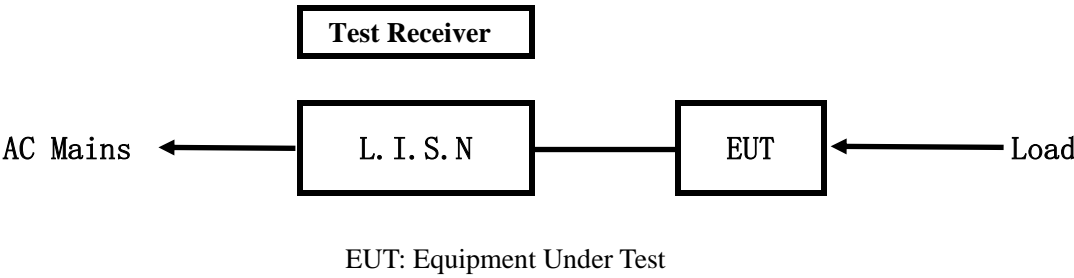 Test Receiver
AC Mains L.I.S.N EUT Load
EUT: Equipment Under Test